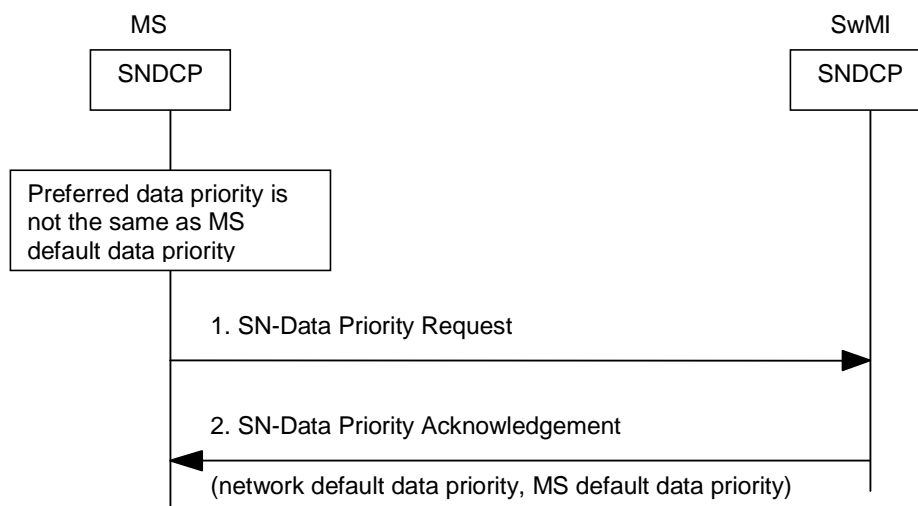 MS
SwMI
SNDCP
SNDCP
Preferred data priority is
not the same as MS
default data priority
1. SN-Data Priority Request
2. SN-Data Priority Acknowledgement
(network default data priority, MS default data priority)